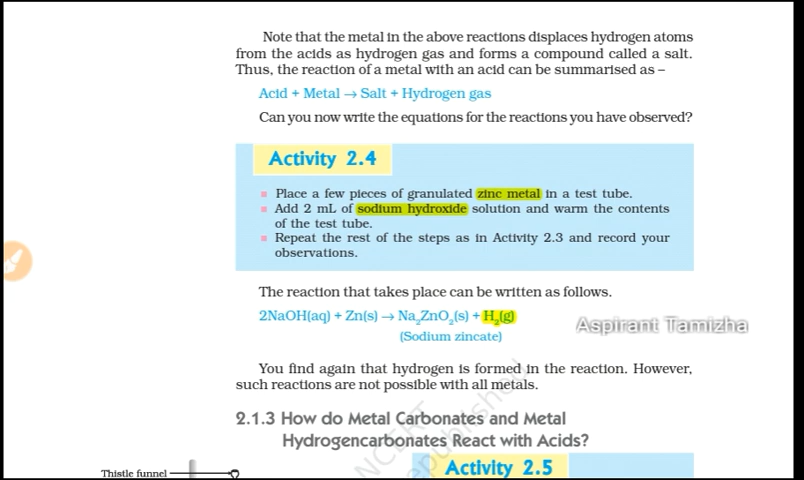 Note that the metal in the above reactions displaces hydrogen atoms
from the acids as hydrogen gas and forms a compound called a salt.
Thus, the reaction of a metal with an acid can be summarised as –
Acid + Metal → Salt + Hydrogen gas
Can you now write the equations for the reactions you have observed?
Activity 2.4
Place a few pieces of granulated zinc metal in a test tube.
Add 2 mL of sodium hydroxide solution and warm the contents
of the test tube.
Repeat the rest of the steps as in Activity 2.3 and record your
observations.
The reaction that takes place can be written as follows.
2NaOH(aq) + Zn(s) → Na₂ZnO₂(s) + H₂(g)
(Sodium zincate)
Aspirant Tamizha
You find again that hydrogen is formed in the reaction. However,
such reactions are not possible with all metals.
2.1.3 How do Metal Carbonates and Metal
Hydrogencarbonates React with Acids?
Activity 2.5
Thistle funnel